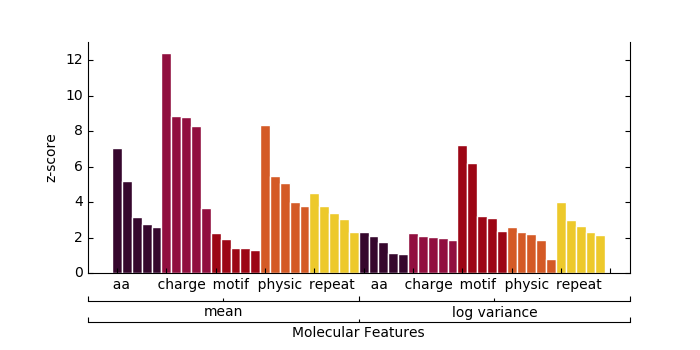 12
10
8
6
4
2
0
z-score
aa charge motif physic repeat aa charge motif physic repeat
mean log variance
Molecular Features